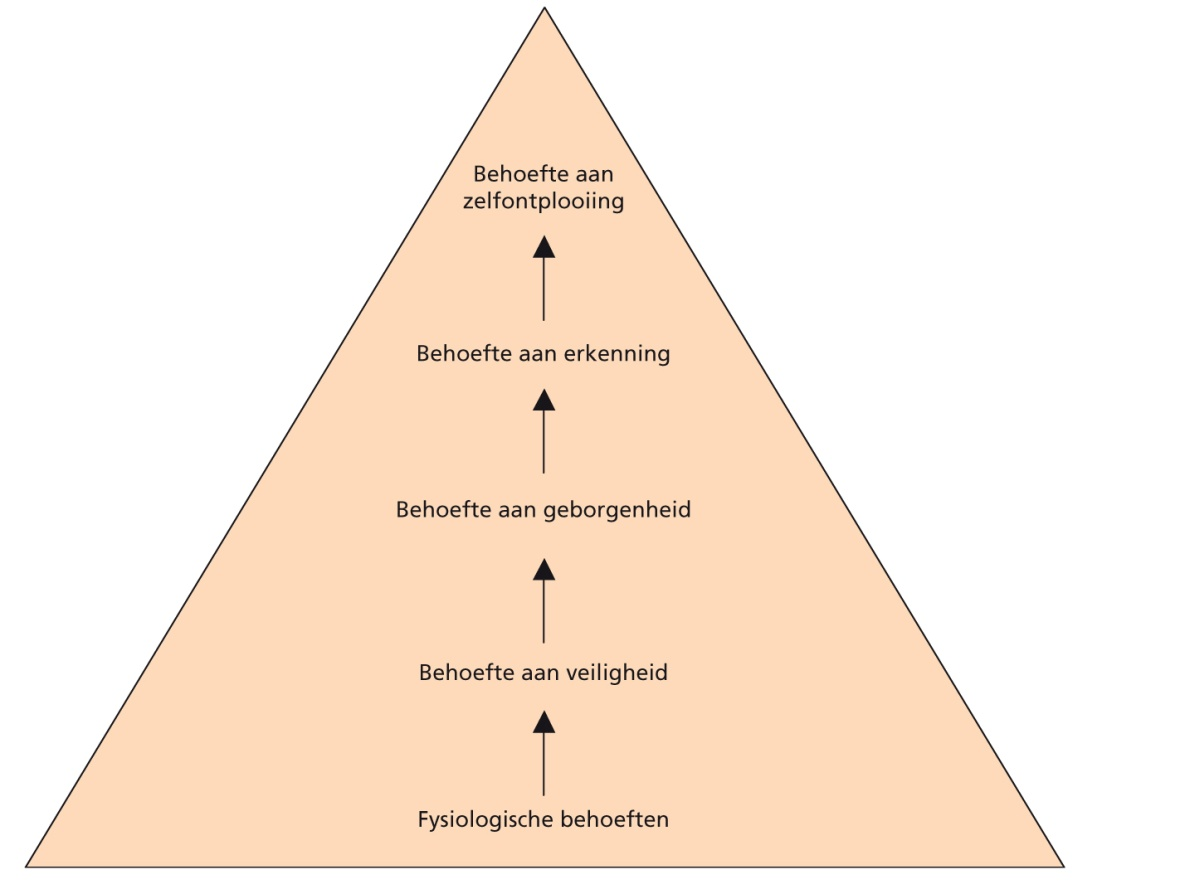 Behoefte aan
zelfontplooiing
Behoefte aan erkenning
Behoefte aan geborgenheid
Behoefte aan veiligheid
Fysiologische behoeften